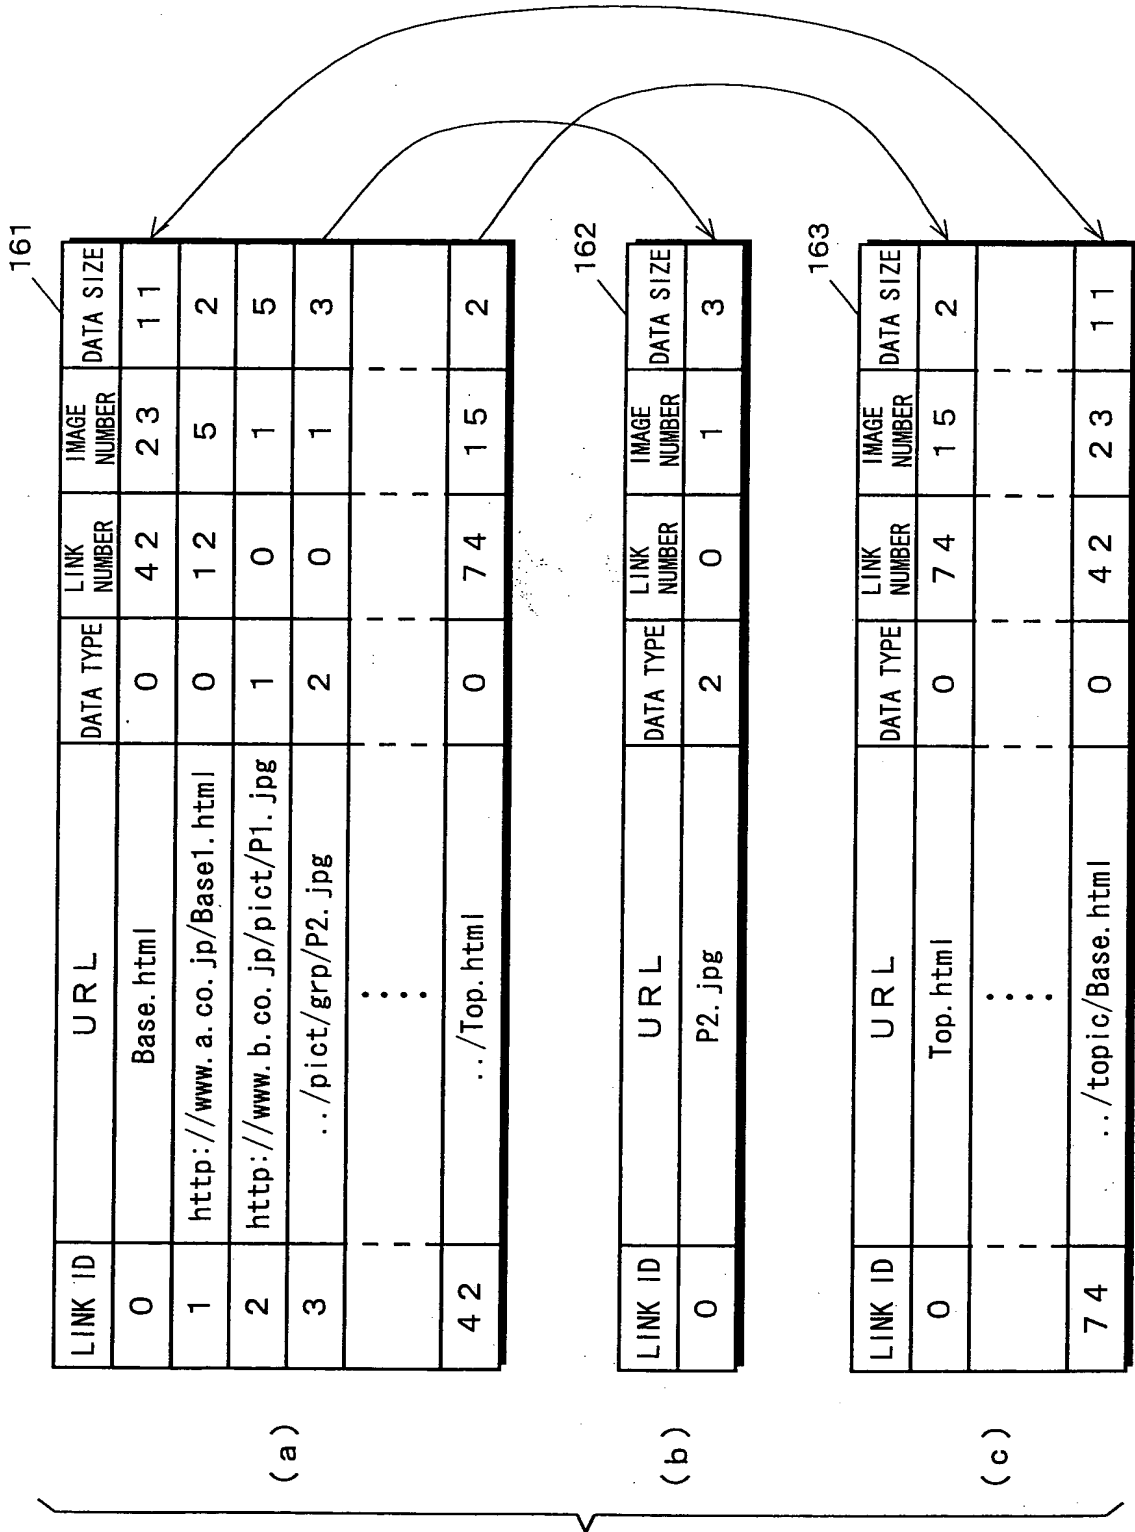 (a)
161
LINK ID URL DATA TYPE LINK NUMBER IMAGE NUMBER DATA SIZE
0 Base.html 0 42 23 11
1 http://www.a.co.jp/Base1.html 0 12 5 2
2 http://www.b.co.jp/pict/P1.jpg 1 0 1 5
3 ../pict/grp/P2.jpg 2 0 1 3
....
42 ../Top.html 0 74 15 2
(b)
162
LINK ID URL DATA TYPE LINK NUMBER IMAGE NUMBER DATA SIZE
0 P2.jpg 2 0 1 3
(c)
163
LINK ID URL DATA TYPE LINK NUMBER IMAGE NUMBER DATA SIZE
0 Top.html 0 74 15 2
....
74 ../topic/Base.html 0 42 23 11